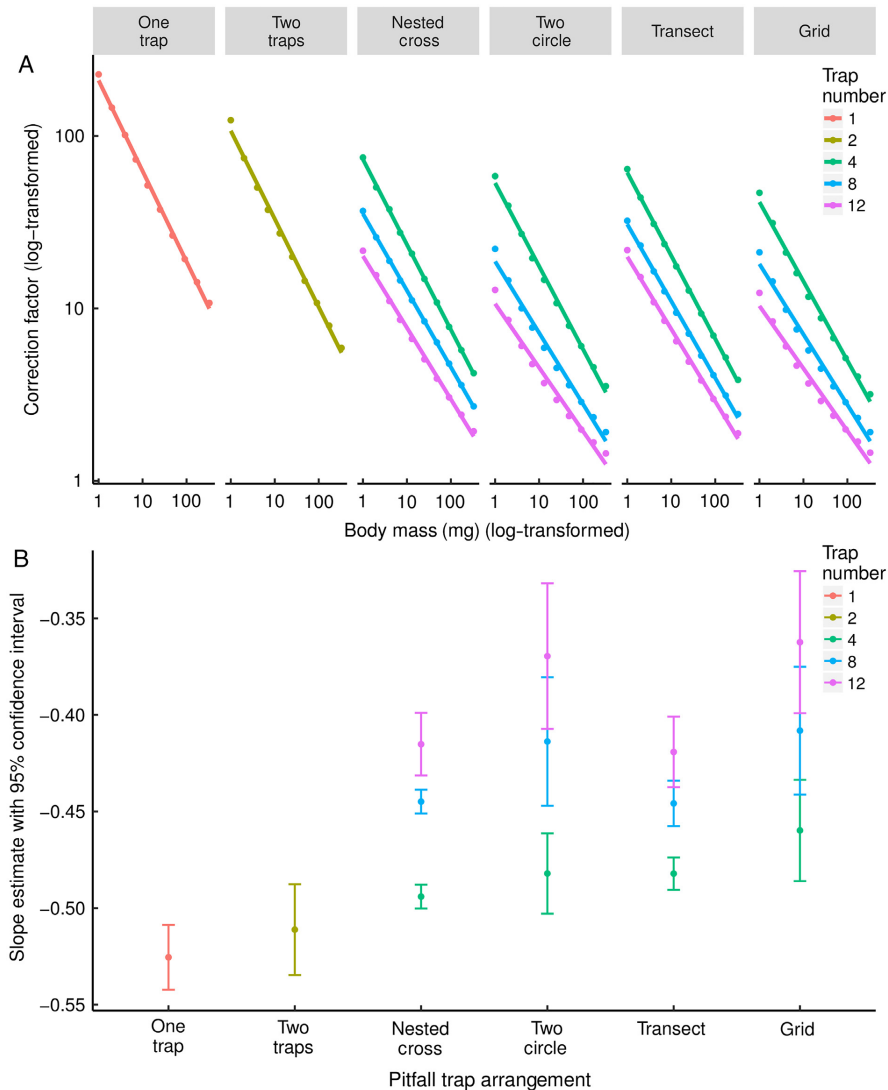 One trap
Two traps
Nested cross
Two circle
Transect
Grid
A
Correction factor (log−transformed)
100
10
1
1 10 100
1 10 100
1 10 100
1 10 100
1 10 100
1 10 100
Body mass (mg) (log−transformed)
Trap
number
1
2
4
8
12
B
Slope estimate with 95% confidence interval
−0.35
−0.40
−0.45
−0.50
−0.55
One trap
Two traps
Nested cross
Two circle
Transect
Grid
Pitfall trap arrangement
Trap
number
1
2
4
8
12